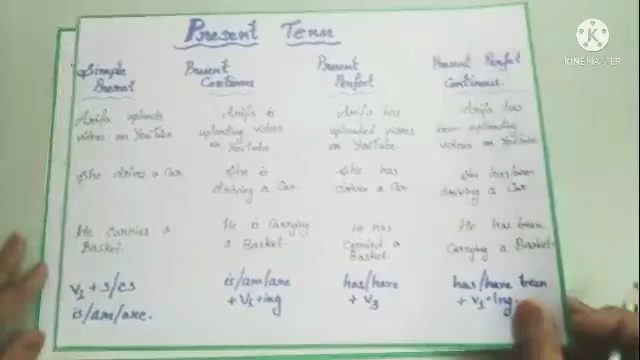 Present Tense
Simple
Present
Arifa uploads
videos on YouTube
She drives a Car
He Carries a
Basket.
V1 + s/es
is/am/are.
Present
Continous
Arifa is
uploading videos
on YouTube
She is
driving a Car
He is Carrying
a Basket.
is/am/are
+ V1 + ing
Present
Perfect
Arifa has
uploaded videos
on YouTube.
She has
driven a Car
He has
Carried a
Basket.
has/have
+ V3
Present Perfect
Continous
Arifa has
been uploading
videos on YouTube
She has been
driving a Car
He has been
Carrying a Basket.
has/have been
+ V1 + ing.
KINEMASTER